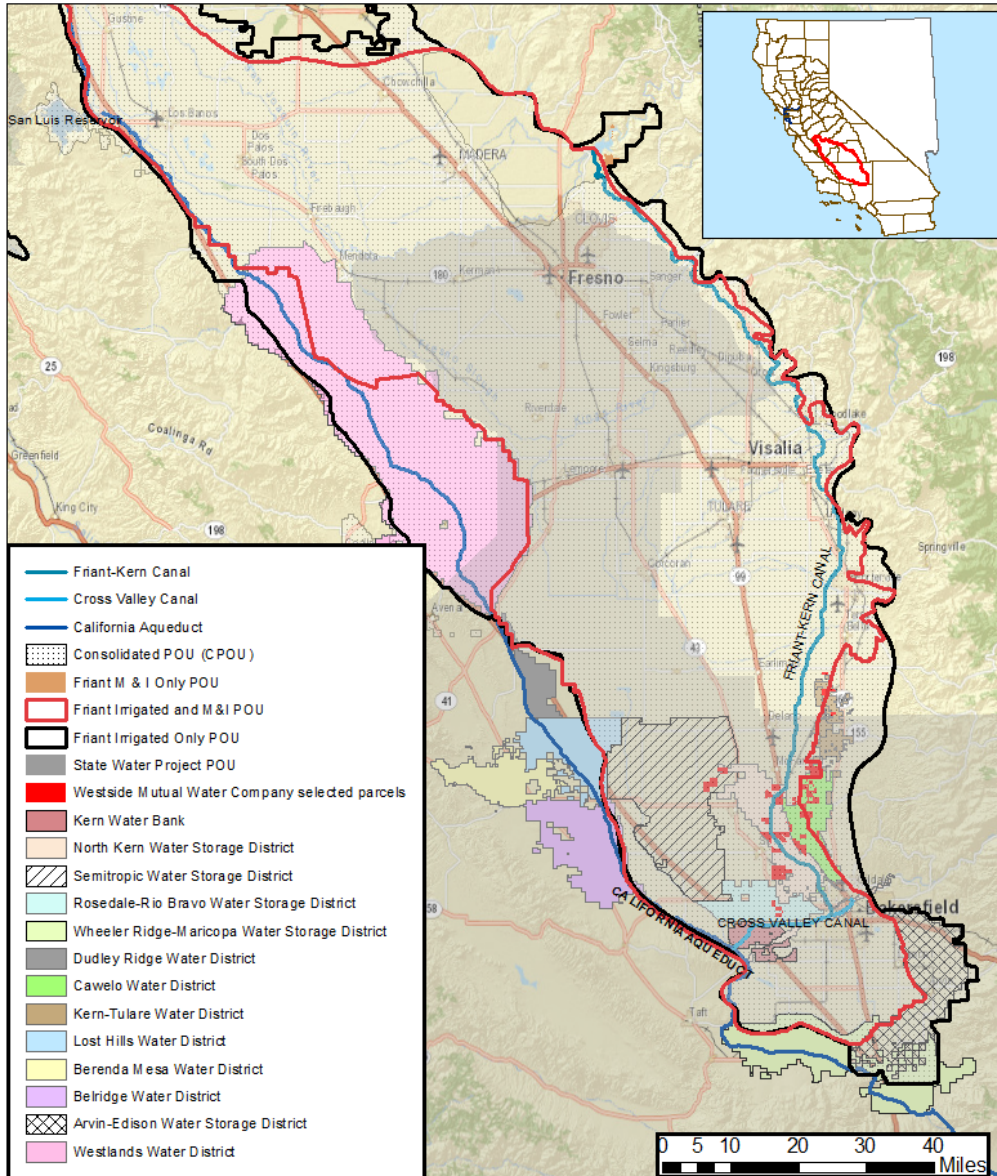 Gustine
Chowchilla
San Luis Reservoir
Los Banos
Dos
Palos
South Dos
Palos
MADERA
Firebaugh
CLOVIS
Mendota
180
Kerman
Fresno
Sanger
25
Fowler
Parlier
Selma
Reedley
Dinuba
Kingsburg
198
Riverdale
Coalinga Rd
Greenfield
Visalia
Lemoore
King City
TULARE
198
Corcoran
Springville
99
FRIANT-KERN CANAL
Avenal
43
Earlimart
41
Delano
155
58
CALIFORNIA AQUEDUCT
CROSS VALLEY CANAL
Taft
Friant-Kern Canal
Cross Valley Canal
California Aqueduct
Consolidated POU (CPOU)
Friant M & I Only POU
Friant Irrigated and M&I POU
Friant Irrigated Only POU
State Water Project POU
Westside Mutual Water Company selected parcels
Kern Water Bank
North Kern Water Storage District
Semitropic Water Storage District
Rosedale-Rio Bravo Water Storage District
Wheeler Ridge-Maricopa Water Storage District
Dudley Ridge Water District
Cawelo Water District
Kern-Tulare Water District
Lost Hills Water District
Berenda Mesa Water District
Belridge Water District
Arvin-Edison Water Storage District
Westlands Water District
0 5 10 20 30 40
Miles